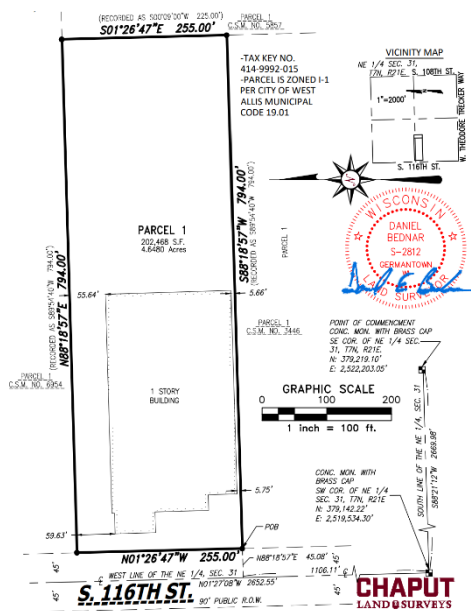 (RECORDED AS S00°09'00"W 225.00')
S01°26'47"E 255.00'
PARCEL 1
C.S.M. NO. 5857
-TAX KEY NO.
414-9992-015
-PARCEL IS ZONED I-1
PER CITY OF WEST
ALLIS MUNICIPAL
CODE 19.01
VICINITY MAP
NE 1/4 SEC. 31,
T7N, R21E.
S. 108TH ST.
1"=2000'
W. THEODORE TRECKER WAY
S. 116TH ST.
N
WISCONSIN
DANIEL
BEDNAR
S-2812
GERMANTOWN
WI
LAND SURVEYOR
PARCEL 1
202,468 S.F.
4.6480 Acres
N88°18'57"E 794.00'
(RECORDED AS S89°54'40"W 794.00')
S88°18'57"W 794.00'
(RECORDED AS S89°54'40"W 794.00')
PARCEL 1
PARCEL 1
C.S.M. NO. 3446
PARCEL 1
C.S.M. NO. 6954
55.64'
5.66'
1 STORY
BUILDING
5.75'
59.63'
POB
POINT OF COMMENCMENT
CONC. MON. WITH BRASS CAP
SE COR. OF NE 1/4 SEC.
31, T7N, R21E.
N: 379,219.10'
E: 2,522,203.05'
GRAPHIC SCALE
0 100 200
1 inch = 100 ft.
CONC. MON. WITH
BRASS CAP
SW COR. OF NE 1/4
SEC. 31, T7N, R21E
N: 379,142.22'
E: 2,519,534.30'
SOUTH LINE OF THE NE 1/4, SEC. 31
S88°21'12"W 2669.98'
N01°26'47"W 255.00'
N88°18'57"E 45.08'
45'
45'
45'
45'
WEST LINE OF THE NE 1/4, SEC. 31
N01°27'08"W 2652.55'
1106.11'
S. 116TH ST.
90' PUBLIC R.O.W.
CHAPUT
LAND SURVEYS